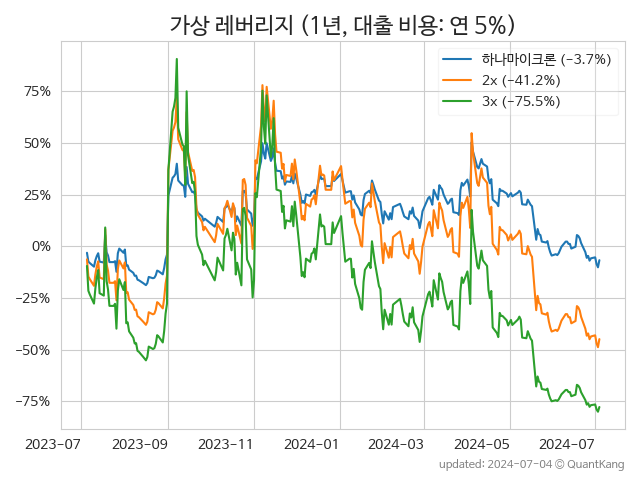 가상 레버리지 (1년, 대출 비용: 연 5%)
하나마이크론 (−3.7%)
2x (−41.2%)
3x (−75.5%)
75%
50%
25%
0%
−25%
−50%
−75%
2023-07 2023-09 2023-11 2024-01 2024-03 2024-05 2024-07
updated: 2024-07-04 © QuantKang